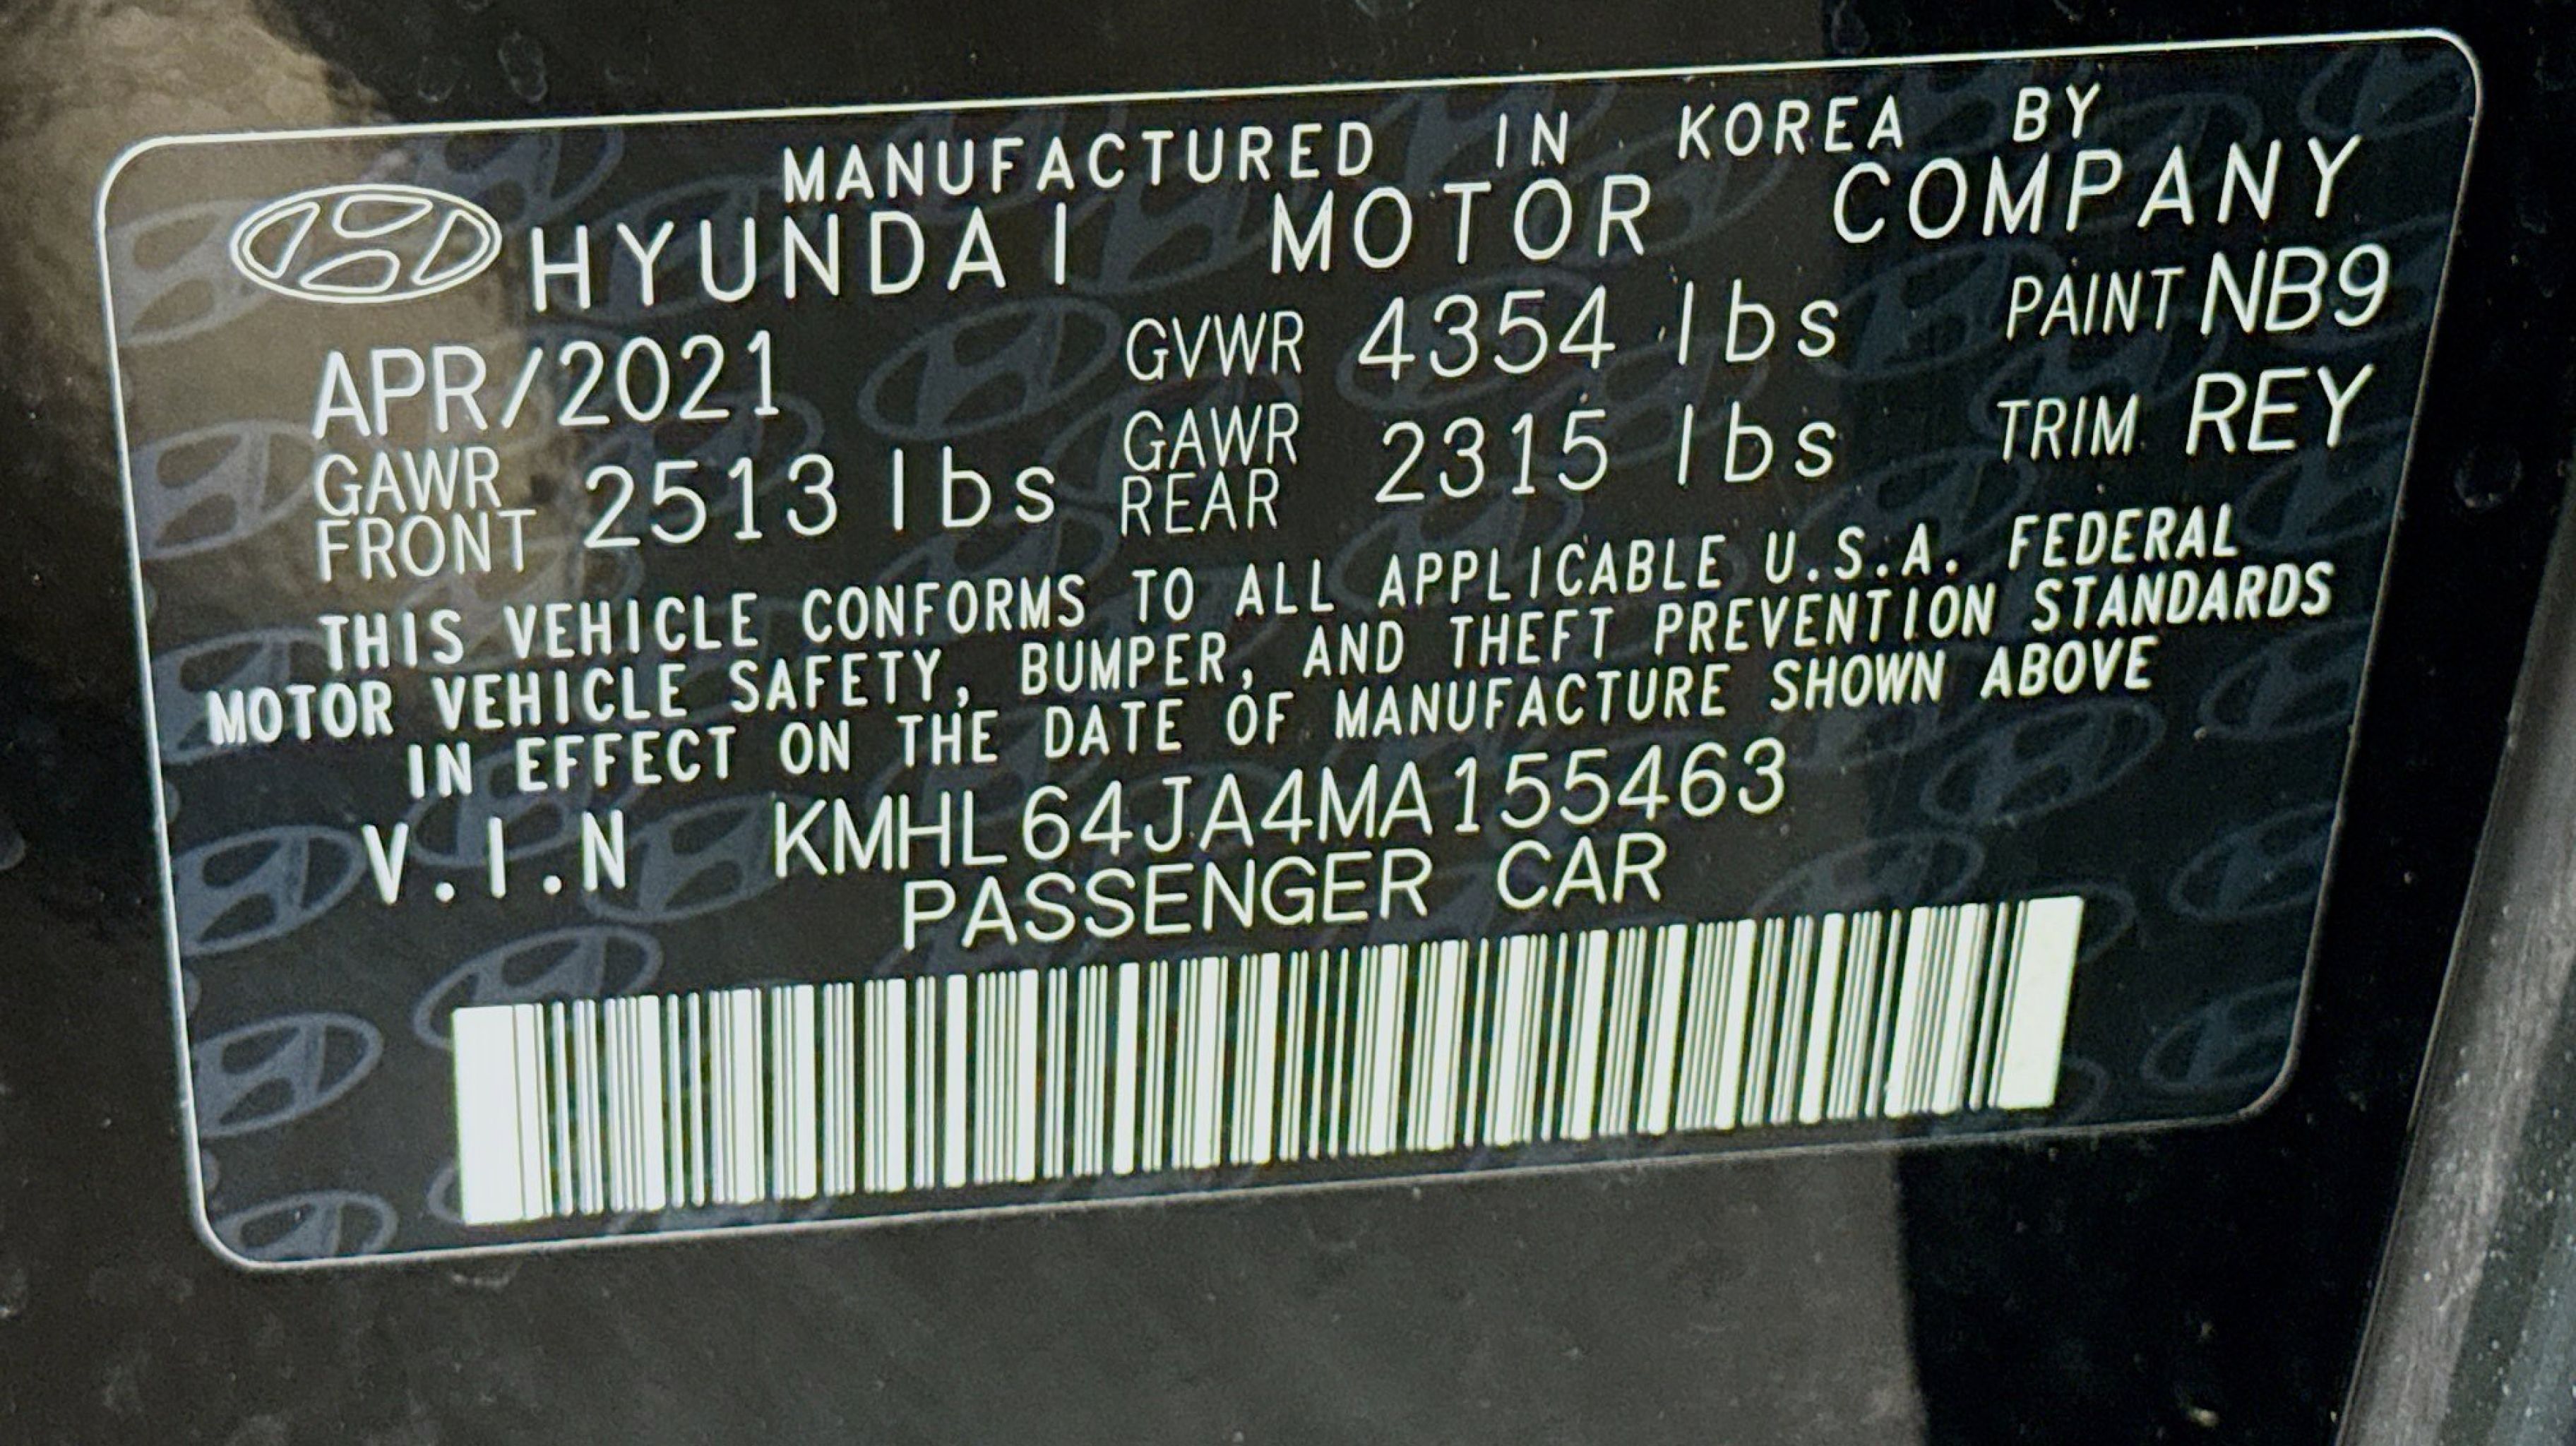 MANUFACTURED IN KOREA BY
HYUNDAI MOTOR COMPANY
APR/2021 GVWR 4354 lbs PAINT NB9
GAWR FRONT 2513 lbs GAWR REAR 2315 lbs TRIM REY
THIS VEHICLE CONFORMS TO ALL APPLICABLE U.S.A. FEDERAL
MOTOR VEHICLE SAFETY, BUMPER, AND THEFT PREVENTION STANDARDS
IN EFFECT ON THE DATE OF MANUFACTURE SHOWN ABOVE
V.I.N KMHL64JA4MA155463
PASSENGER CAR